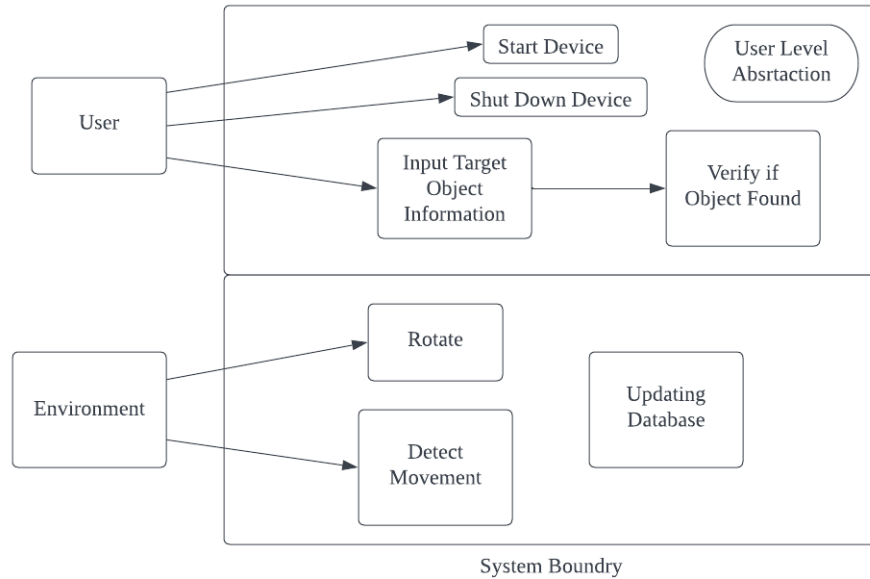 Start Device
User Level
Absrtaction
Shut Down Device
User
Input Target
Object
Information
Verify if
Object Found
Rotate
Environment
Updating
Database
Detect
Movement
System Boundry